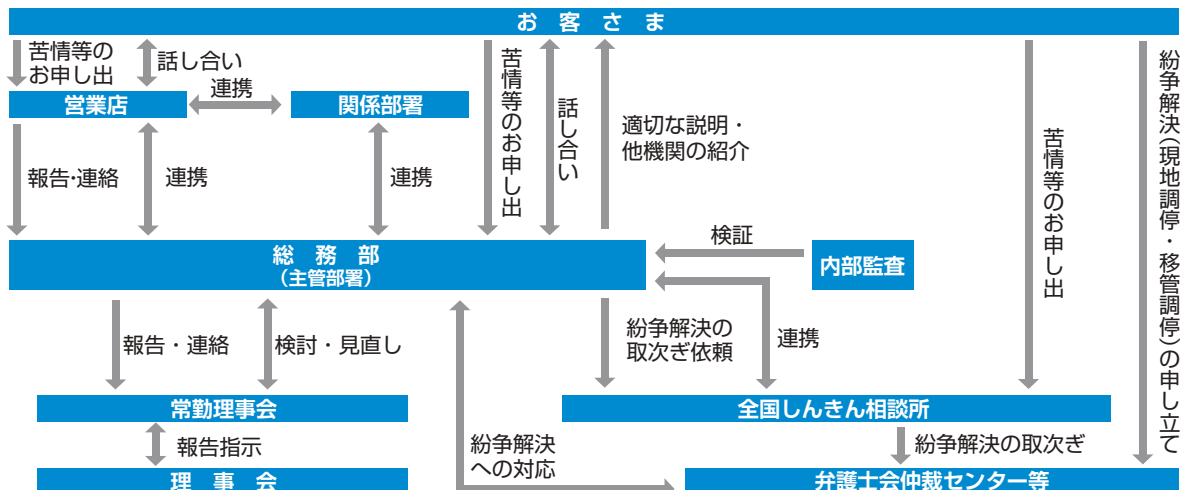 お客さま
苦情等の
お申し出
話し合い
営業店
連携
関係部署
報告・連絡
連携
連携
苦情等のお申し出
話し合い
適切な説明・
他機関の紹介
苦情等のお申し出
紛争解決(現地調停・移管調停)の申し立て
総務部
(主管部署)
検証
内部監査
報告・連絡
検討・見直し
紛争解決の
取次ぎ依頼
連携
常勤理事会
全国しんきん相談所
報告指示
紛争解決
への対応
紛争解決の取次ぎ
理事会
弁護士会仲裁センター等